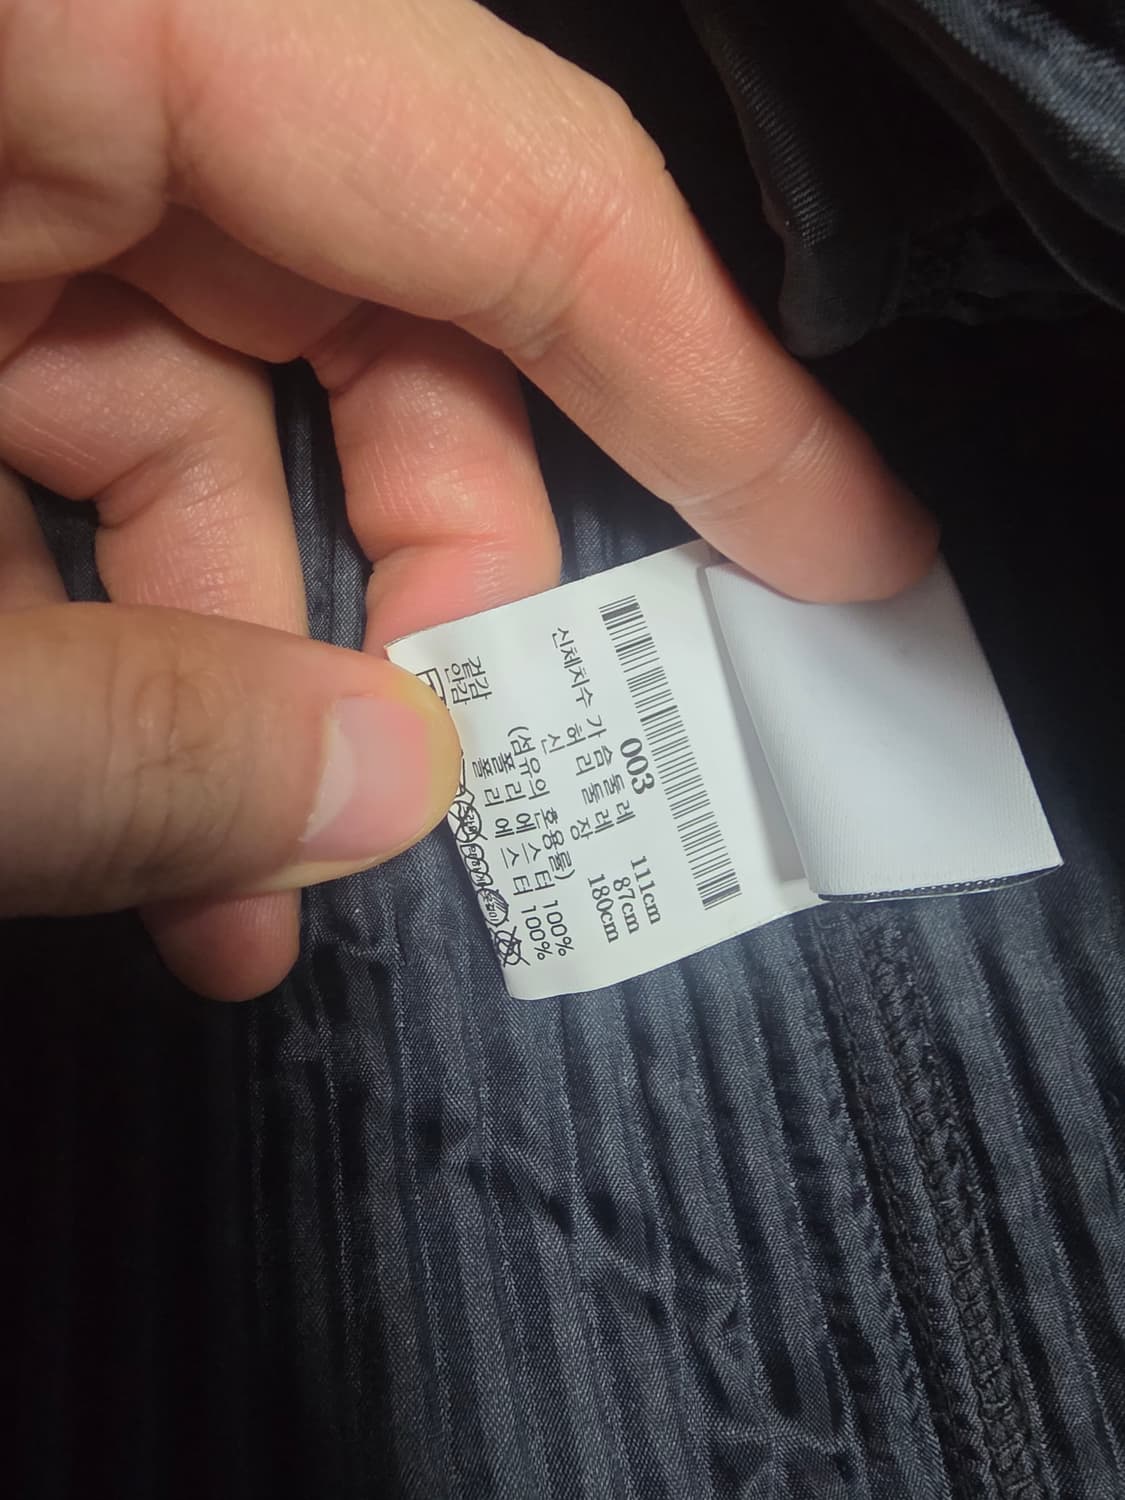 003
신체치수 가슴둘레 111cm
허리둘레 87cm
신 장 180cm
(섬유의 혼용률)
겉감 폴리에스터 100%
안감 폴리에스터 100%